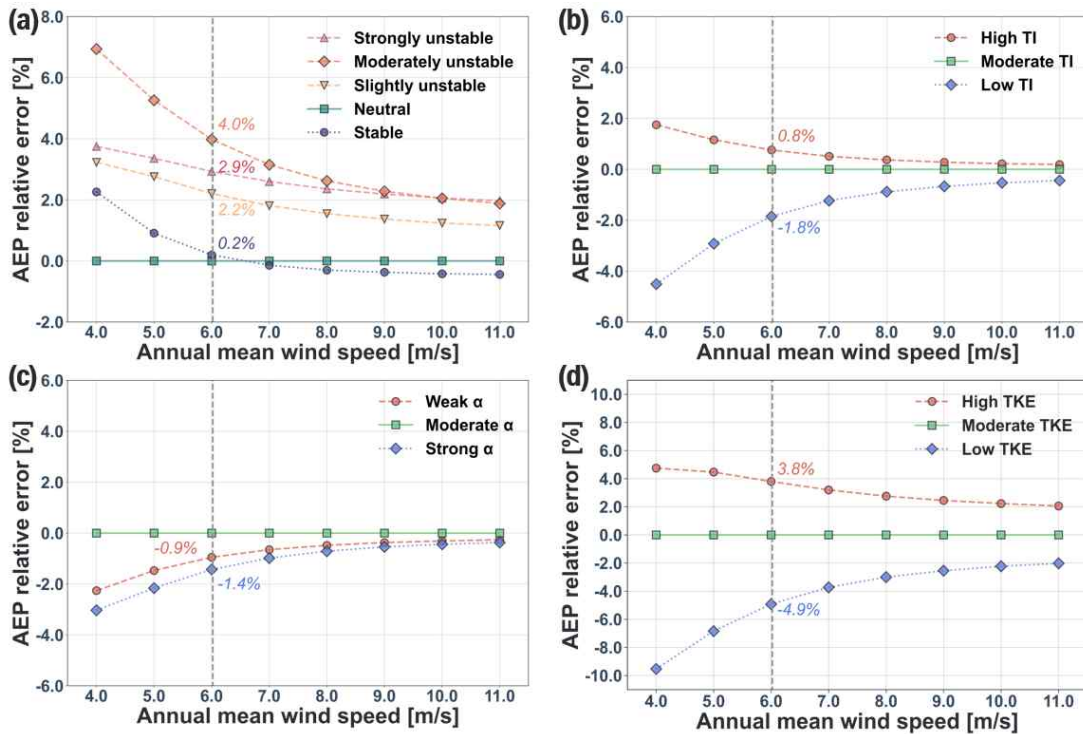 (a)
AEP relative error [%]
8.0
6.0
4.0
2.0
0.0
-2.0
Strongly unstable
Moderately unstable
Slightly unstable
Neutral
Stable
4.0%
2.9%
2.2%
0.2%
4.0 5.0 6.0 7.0 8.0 9.0 10.0 11.0
Annual mean wind speed [m/s]
(b)
AEP relative error [%]
6.0
4.0
2.0
0.0
-2.0
-4.0
-6.0
High TI
Moderate TI
Low TI
0.8%
-1.8%
4.0 5.0 6.0 7.0 8.0 9.0 10.0 11.0
Annual mean wind speed [m/s]
(c)
AEP relative error [%]
6.0
4.0
2.0
0.0
-2.0
-4.0
-6.0
Weak α
Moderate α
Strong α
-0.9%
-1.4%
4.0 5.0 6.0 7.0 8.0 9.0 10.0 11.0
Annual mean wind speed [m/s]
(d)
AEP relative error [%]
10.0
8.0
6.0
4.0
2.0
0.0
-2.0
-4.0
-6.0
-8.0
-10.0
High TKE
Moderate TKE
Low TKE
3.8%
-4.9%
4.0 5.0 6.0 7.0 8.0 9.0 10.0 11.0
Annual mean wind speed [m/s]